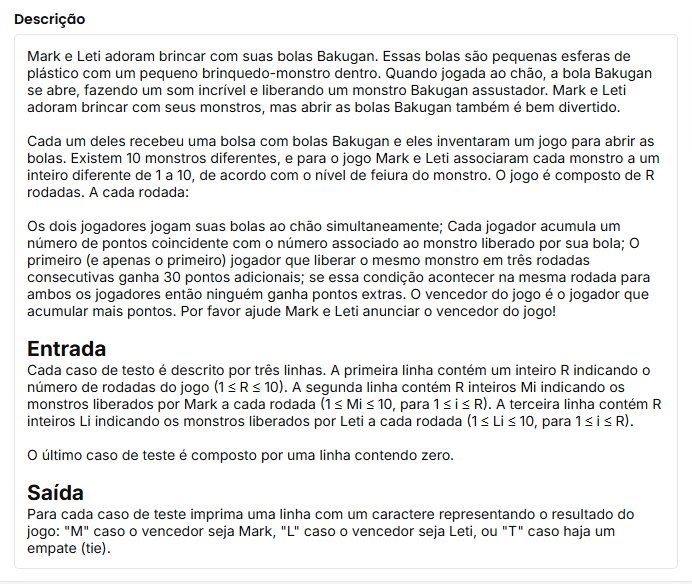 Descrição
Mark e Leti adoram brincar com suas bolas Bakugan. Essas bolas são pequenas esferas de
plástico com um pequeno brinquedo-monstro dentro. Quando jogada ao chão, a bola Bakugan
se abre, fazendo um som incrível e liberando um monstro Bakugan assustador. Mark e Leti
adoram brincar com seus monstros, mas abrir as bolas Bakugan também é bem divertido.
Cada um deles recebeu uma bolsa com bolas Bakugan e eles inventaram um jogo para abrir as
bolas. Existem 10 monstros diferentes, e para o jogo Mark e Leti associaram cada monstro a um
inteiro diferente de 1 a 10, de acordo com o nível de feiura do monstro. O jogo é composto de R
rodadas. A cada rodada:
Os dois jogadores jogam suas bolas ao chão simultaneamente; Cada jogador acumula um
número de pontos coincidente com o número associado ao monstro liberado por sua bola; O
primeiro (e apenas o primeiro) jogador que liberar o mesmo monstro em três rodadas
consecutivas ganha 30 pontos adicionais; se essa condição acontecer na mesma rodada para
ambos os jogadores então ninguém ganha pontos extras. O vencedor do jogo é o jogador que
acumular mais pontos. Por favor ajude Mark e Leti anunciar o vencedor do jogo!
Entrada
Cada caso de testo é descrito por três linhas. A primeira linha contém um inteiro R indicando o
número de rodadas do jogo (1 ≤ R ≤ 10). A segunda linha contém R inteiros Mi indicando os
monstros liberados por Mark a cada rodada (1 ≤ Mi ≤ 10, para 1 ≤ i ≤ R). A terceira linha contém R
inteiros Li indicando os monstros liberados por Leti a cada rodada (1 ≤ Li ≤ 10, para 1 ≤ i ≤ R).
O último caso de teste é composto por uma linha contendo zero.
Saída
Para cada caso de teste imprima uma linha com um caractere representando o resultado do
jogo: "M" caso o vencedor seja Mark, "L" caso o vencedor seja Leti, ou "T" caso haja um
empate (tie).